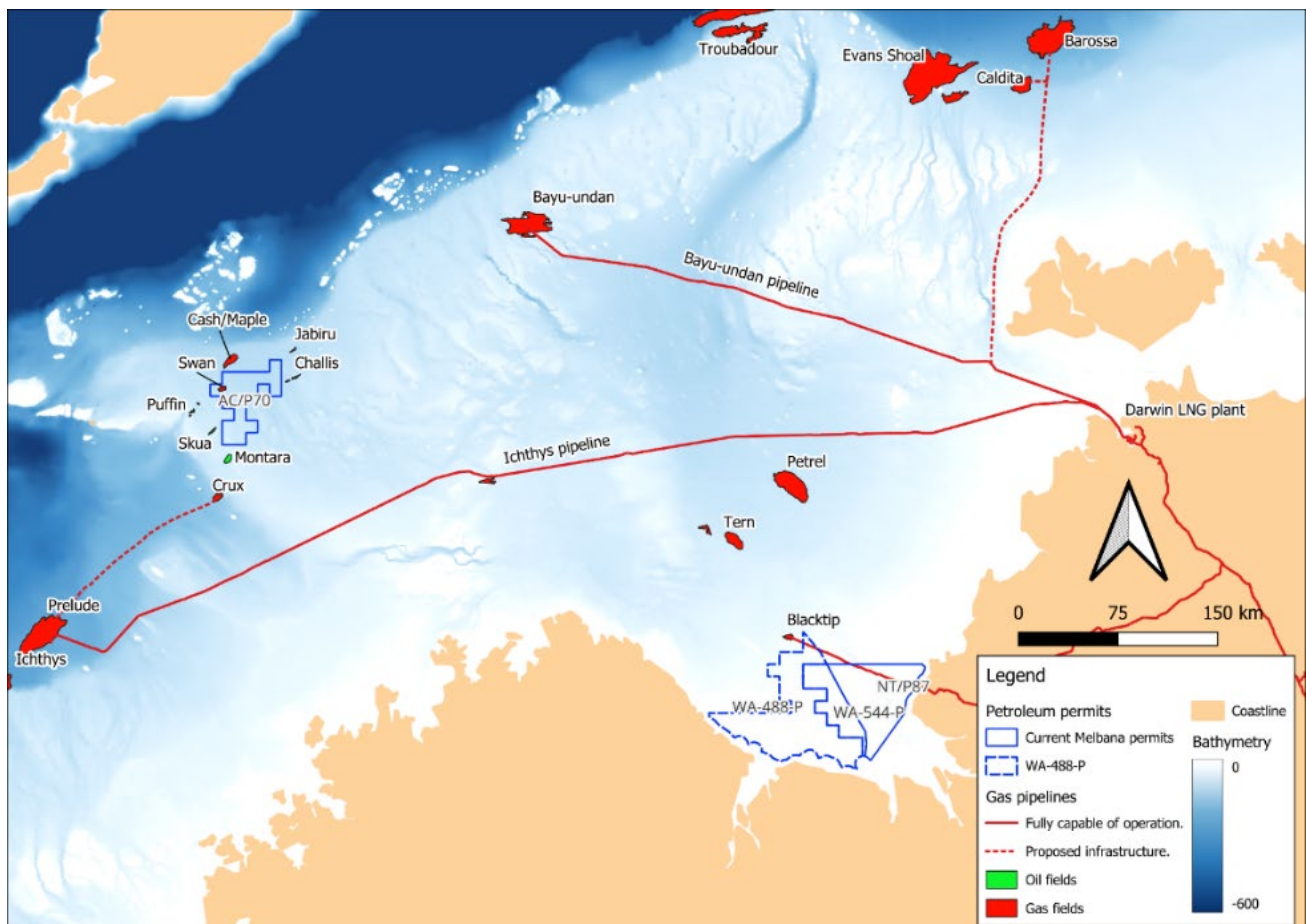 Troubadour
Evans Shoal
Barossa
Caldita
Bayu-undan
Bayu-undan pipeline
Cash/Maple
Jabiru
Swan
Challis
AC/P70
Puffin
Skua
Montara
Crux
Ichthys pipeline
Darwin LNG plant
Petrel
Tern
Prelude
Ichthys
Blacktip
NT/P87
WA-488-P
WA-544-P
0 75 150 km
Legend
Petroleum permits
Current Melbana permits
WA-488-P
Gas pipelines
Fully capable of operation.
Proposed infrastructure.
Oil fields
Gas fields
Coastline
Bathymetry
0
-600